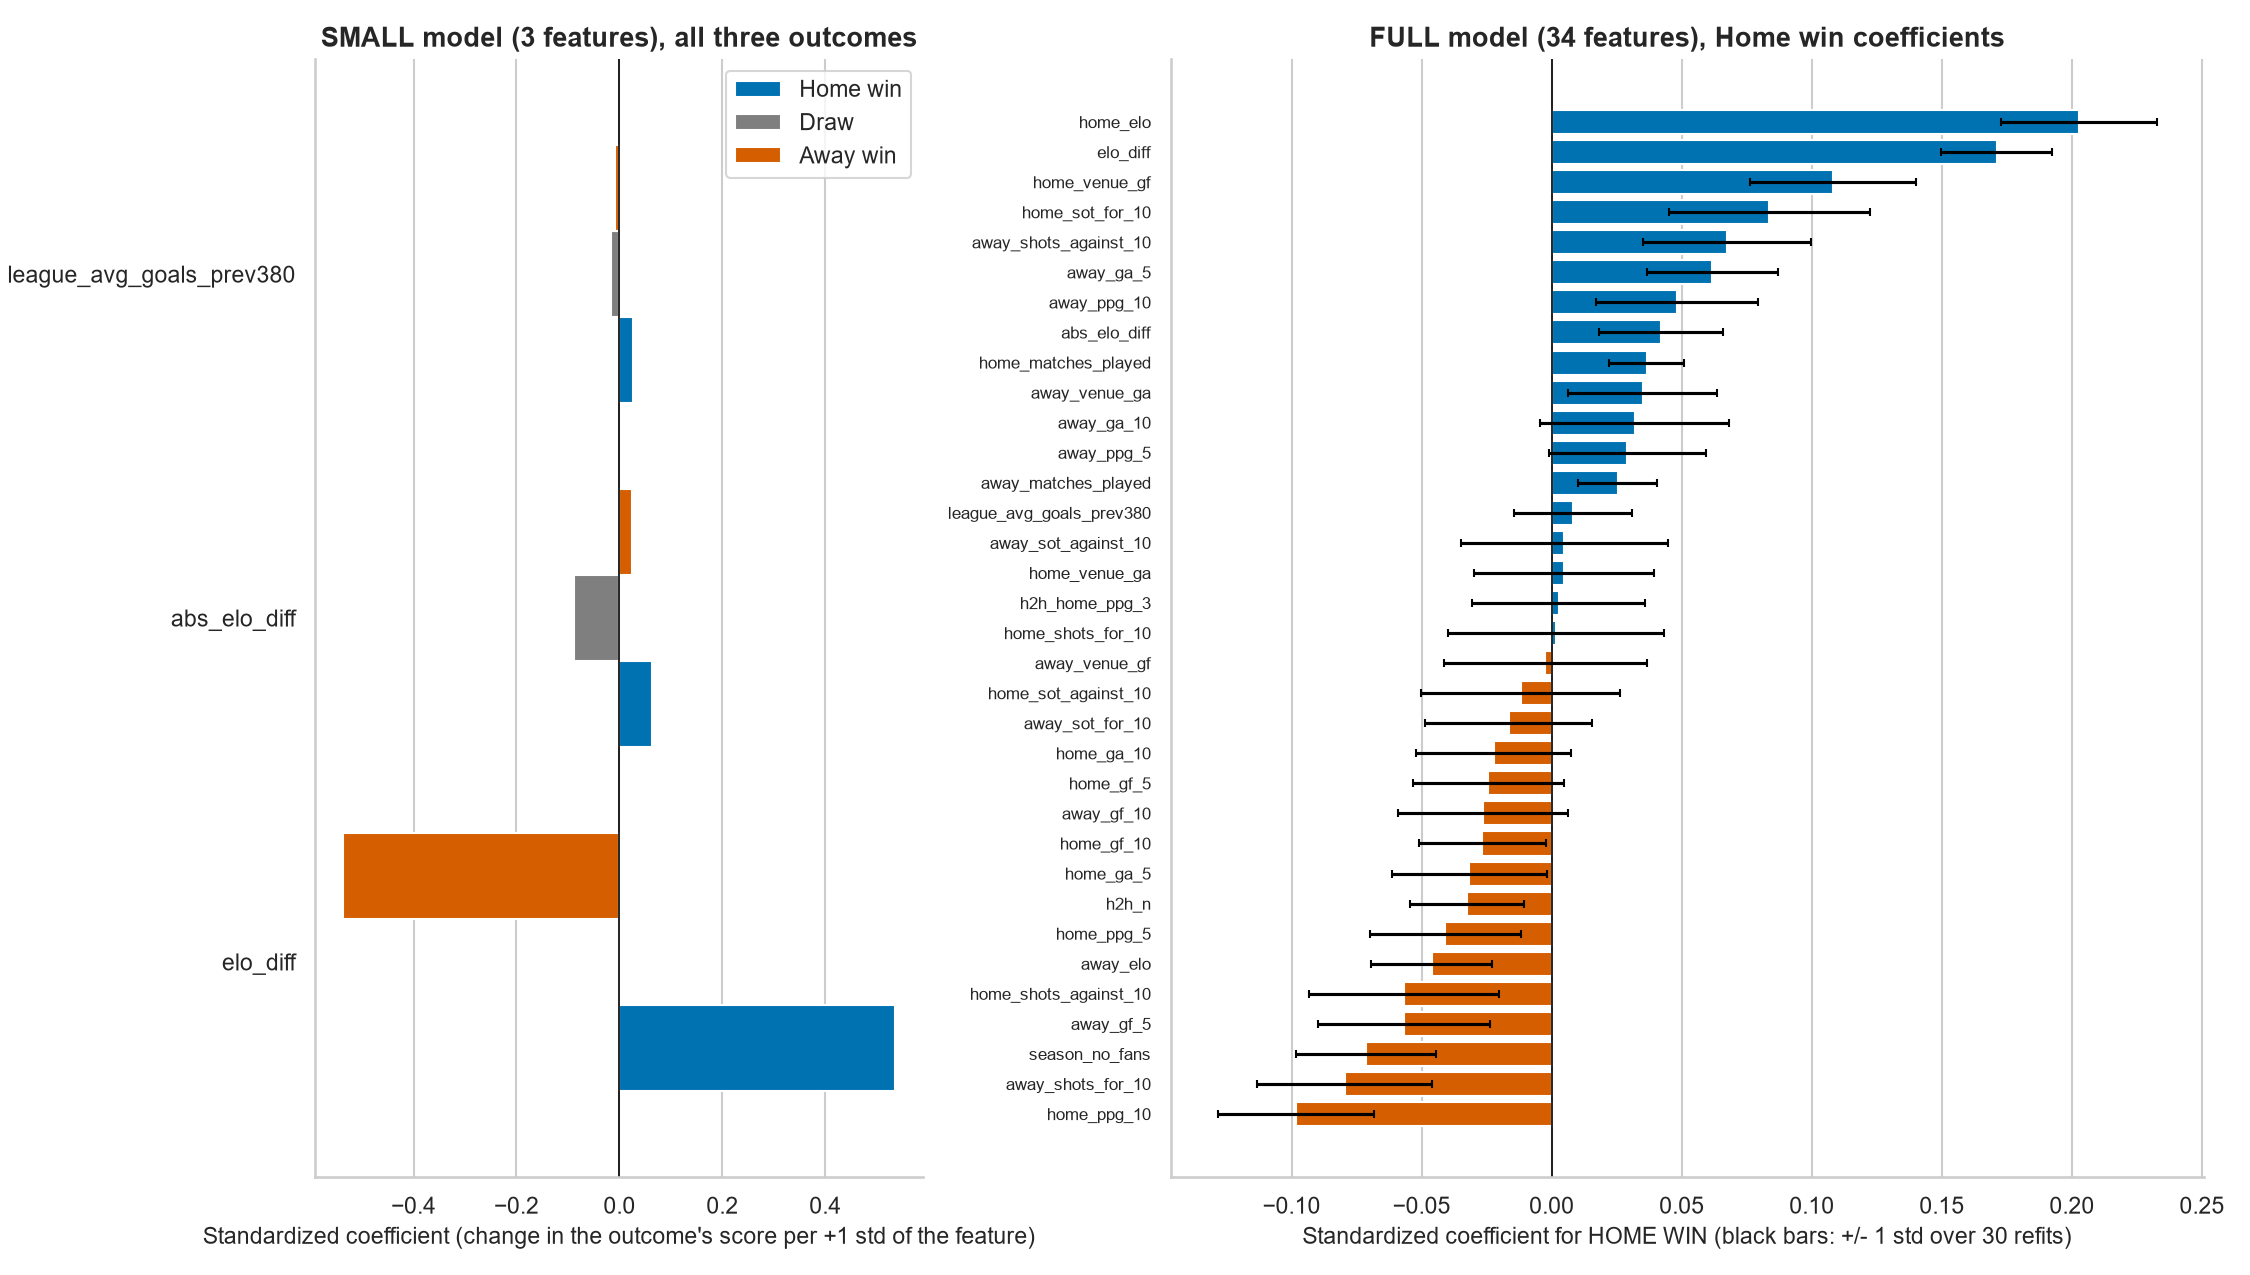 SMALL model (3 features), all three outcomes
Home win
Draw
Away win
league_avg_goals_prev380
abs_elo_diff
elo_diff
−0.4
−0.2
0.0
0.2
0.4
Standardized coefficient (change in the outcome's score per +1 std of the feature)
FULL model (34 features), Home win coefficients
home_elo
elo_diff
home_venue_gf
home_sot_for_10
away_shots_against_10
away_ga_5
away_ppg_10
abs_elo_diff
home_matches_played
away_venue_ga
away_ga_10
away_ppg_5
away_matches_played
league_avg_goals_prev380
away_sot_against_10
home_venue_ga
h2h_home_ppg_3
home_shots_for_10
away_venue_gf
home_sot_against_10
away_sot_for_10
home_ga_10
home_gf_5
away_gf_10
home_gf_10
home_ga_5
h2h_n
home_ppg_5
away_elo
home_shots_against_10
away_gf_5
season_no_fans
away_shots_for_10
home_ppg_10
−0.10
−0.05
0.00
0.05
0.10
0.15
0.20
0.25
Standardized coefficient for HOME WIN (black bars: +/- 1 std over 30 refits)